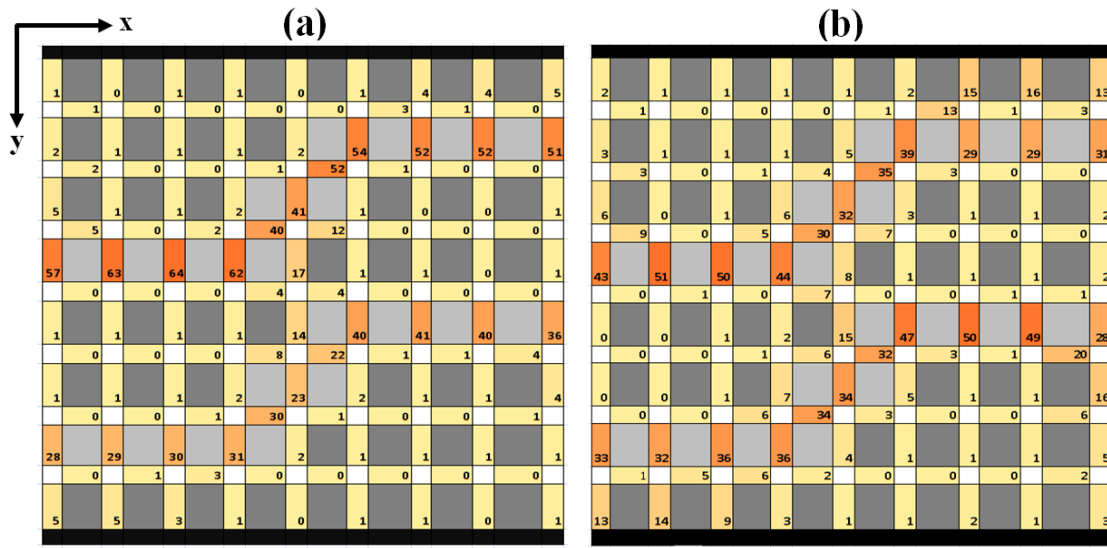 (a) (b)
x
y
1 0 1 1 0 1 4 4 5
1 0 0 0 0 3 1 0
2 1 1 1 2 54 52 52 51
2 0 0 1 52 1 0 0
5 1 1 2 41 1 0 0 1
5 0 2 40 12 0 0 0
57 63 64 62 17 1 1 0 1
0 0 0 4 4 0 0 0
1 1 1 1 14 40 41 40 36
0 0 0 8 22 1 1 4
1 1 1 2 23 2 1 1 4
0 0 1 30 1 0 0 1
28 29 30 31 2 1 1 1 1
0 1 3 0 0 0 0 0
5 5 3 1 0 1 1 0 1
2 1 1 1 1 2 15 16 13
1 0 0 0 1 13 1 3
3 1 1 1 5 39 29 29 31
3 0 1 4 35 3 0 0
6 0 1 6 32 3 1 1 2
9 0 5 30 7 0 0 0
43 51 50 44 8 1 1 1 2
0 1 0 7 0 0 1 1
0 0 1 2 15 47 50 49 28
0 0 1 6 32 3 1 20
0 0 1 7 34 5 1 1 16
0 0 6 34 3 0 0 6
33 32 36 36 4 1 1 1 5
1 5 6 2 0 0 0 2
13 14 9 3 1 1 2 1 3